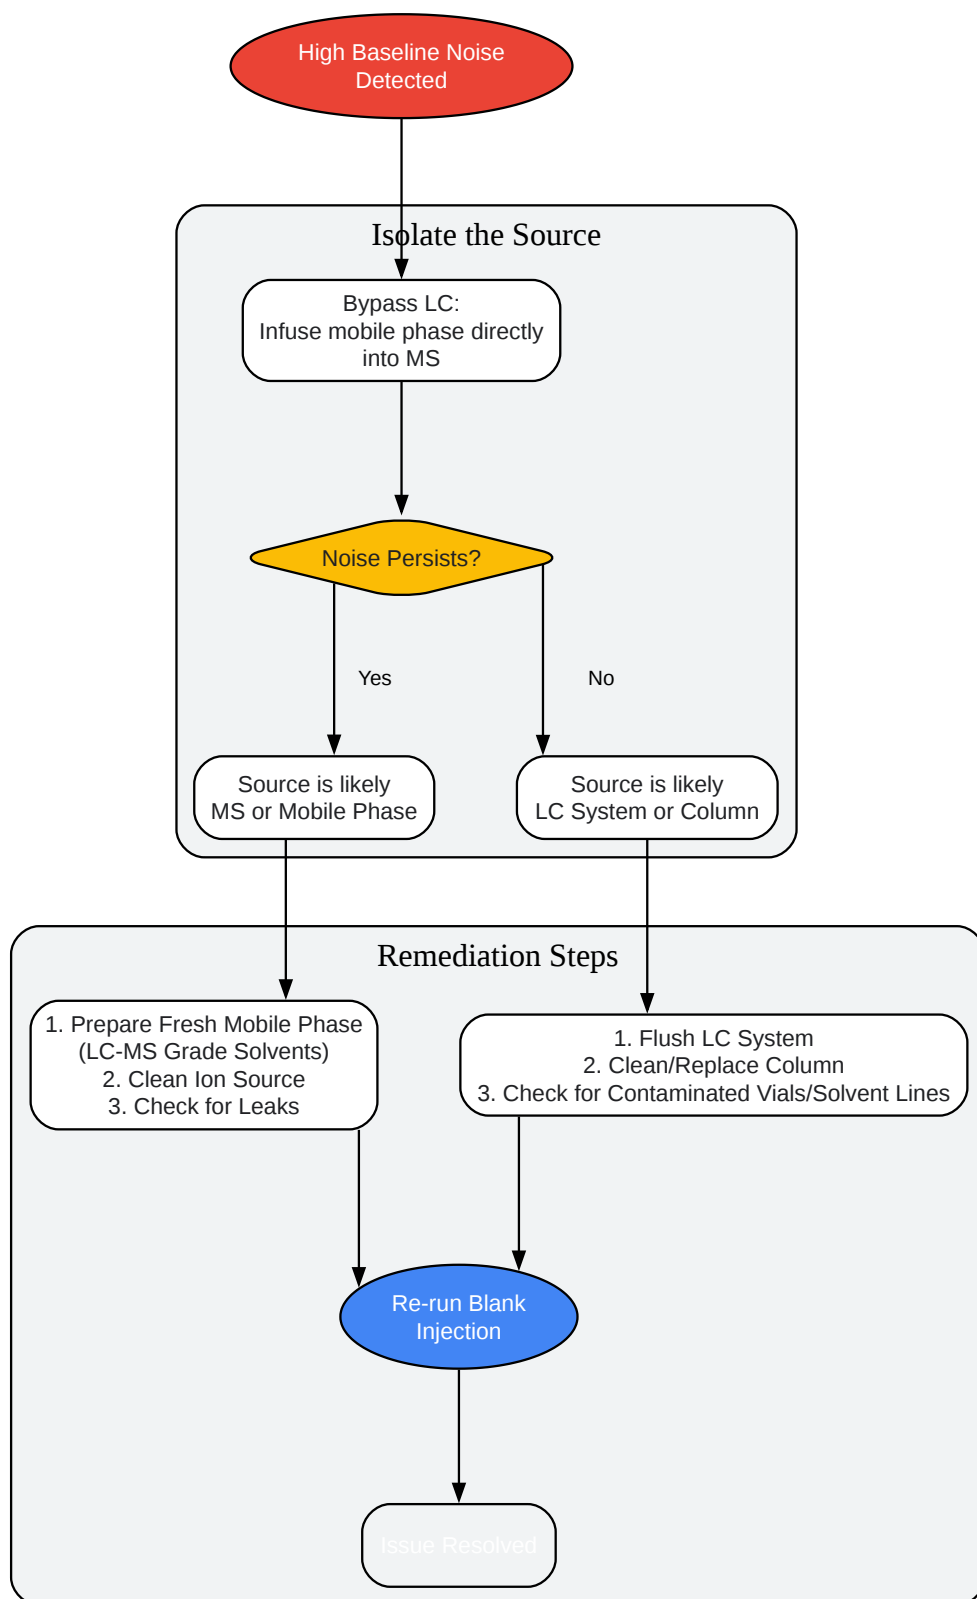 High Baseline Noise
Detected
Isolate the Source
Bypass LC:
Infuse mobile phase directly
into MS
Noise Persists?
Yes
No
Source is likely
MS or Mobile Phase
Source is likely
LC System or Column
Remediation Steps
1. Prepare Fresh Mobile Phase
(LC-MS Grade Solvents)
2. Clean Ion Source
3. Check for Leaks
1. Flush LC System
2. Clean/Replace Column
3. Check for Contaminated Vials/Solvent Lines
Re-run Blank
Injection
Issue Resolved